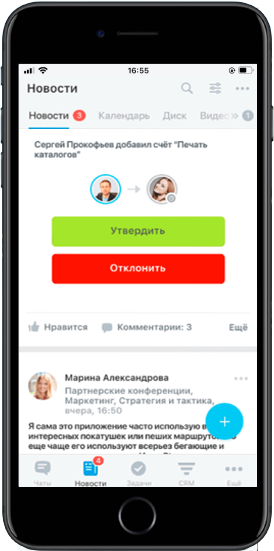 16:55
Новости
Новости 3 Календарь Диск Видео » 1
Сергей Прокофьев добавил счёт "Печать
каталогов"
Утвердить
Отклонить
Нравится Комментарии: 3 Ещё
Марина Александрова
Партнерские конференции,
Маркетинг, Стратегия и тактика,
вчера, 16:50
Я сама это приложение часто использую в
интересных покатушек или пеших маршрутов
еще чаще его используют всерьез бегающие и
4
Чаты Новости Задачи CRM Ещё